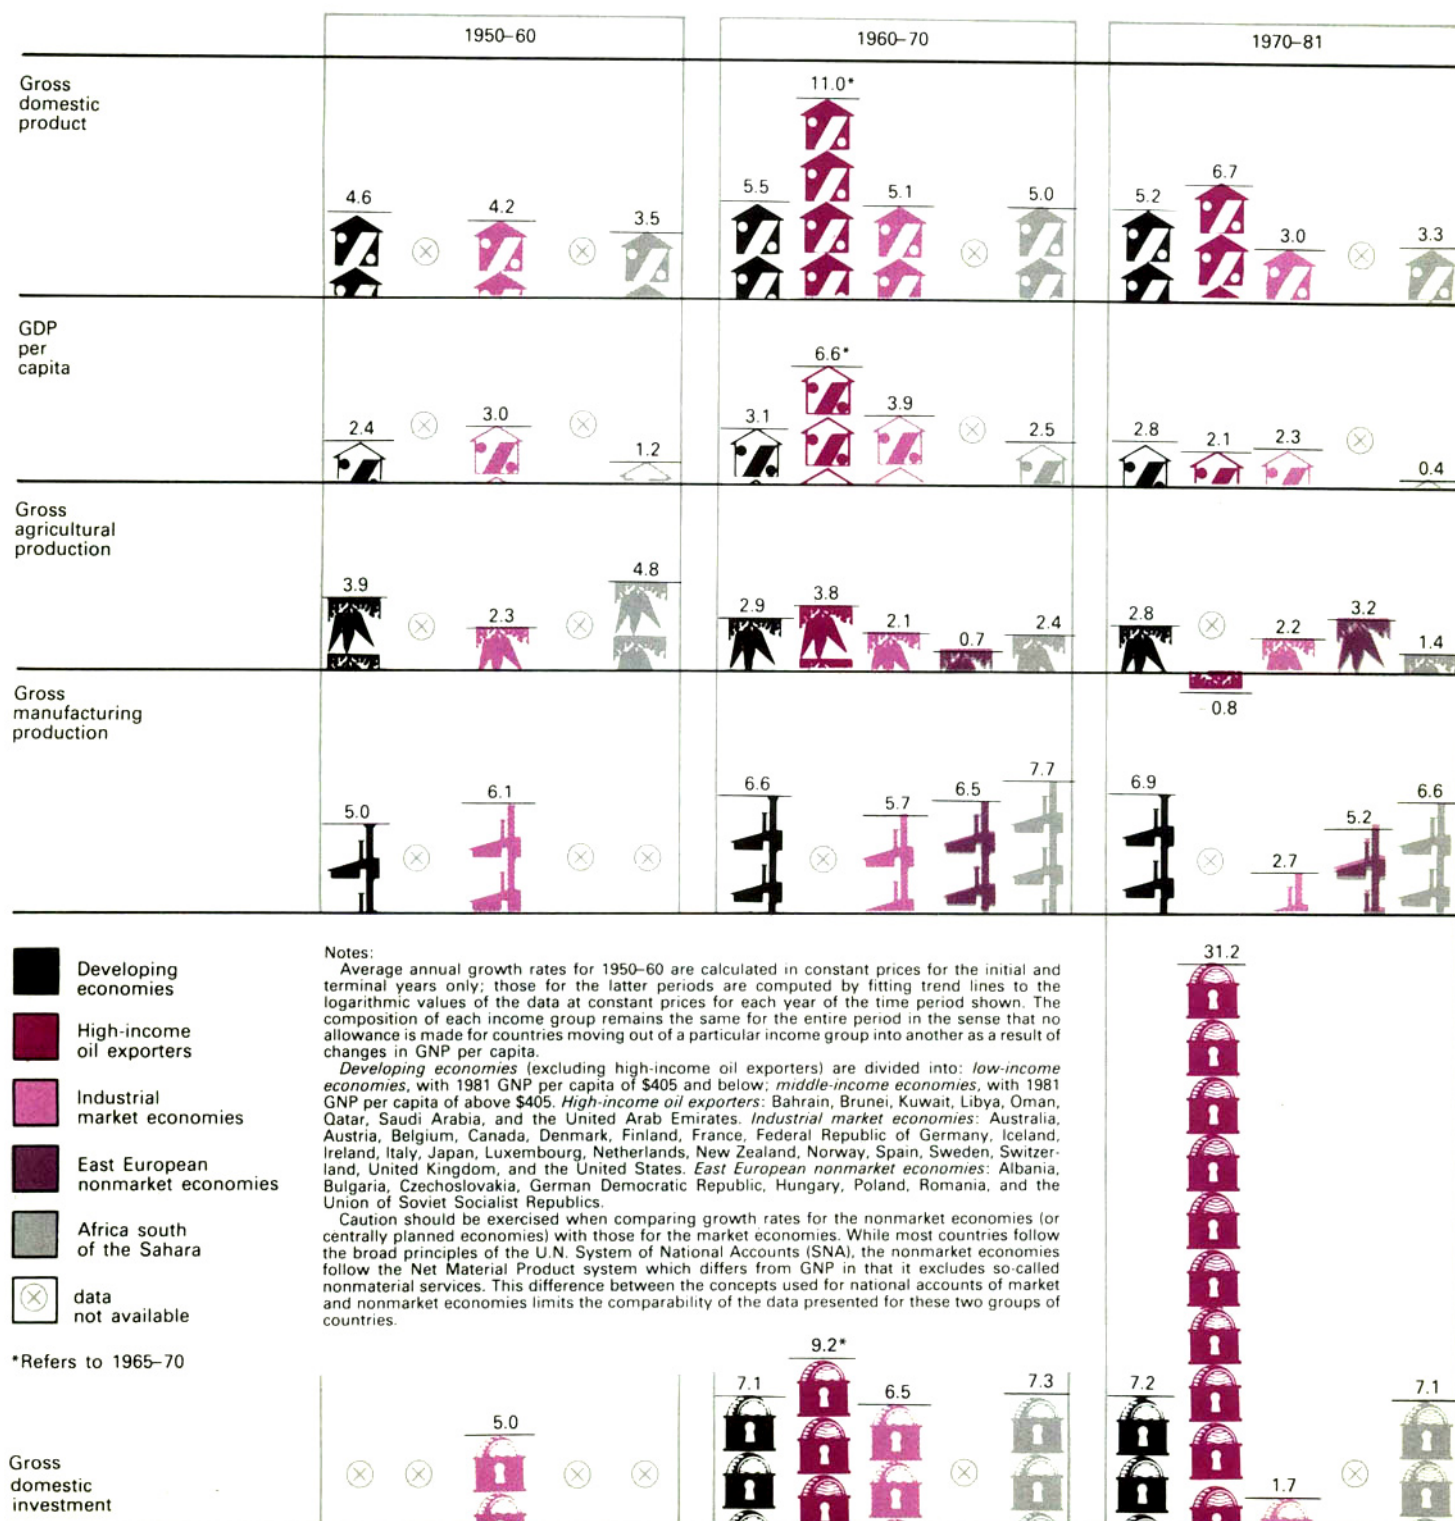 1950–60
1960–70
1970–81
Gross
domestic
product
4.6
4.2
3.5
5.5
11.0*
5.1
5.0
5.2
6.7
3.0
3.3
GDP
per
capita
2.4
3.0
1.2
3.1
6.6*
3.9
2.5
2.8
2.1
2.3
0.4
Gross
agricultural
production
3.9
2.3
4.8
2.9
3.8
2.1
0.7
2.4
2.8
-0.8
2.2
3.2
1.4
Gross
manufacturing
production
5.0
6.1
6.6
5.7
6.5
7.7
6.9
2.7
5.2
6.6
Developing
economies
High-income
oil exporters
Industrial
market economies
East European
nonmarket economies
Africa south
of the Sahara
data
not available
*Refers to 1965–70
Notes:
Average annual growth rates for 1950–60 are calculated in constant prices for the initial and
terminal years only; those for the latter periods are computed by fitting trend lines to the
logarithmic values of the data at constant prices for each year of the time period shown. The
composition of each income group remains the same for the entire period in the sense that no
allowance is made for countries moving out of a particular income group into another as a result of
changes in GNP per capita.
Developing economies (excluding high-income oil exporters) are divided into: low-income
economies, with 1981 GNP per capita of $405 and below; middle-income economies, with 1981
GNP per capita of above $405. High-income oil exporters: Bahrain, Brunei, Kuwait, Libya, Oman,
Qatar, Saudi Arabia, and the United Arab Emirates. Industrial market economies: Australia,
Austria, Belgium, Canada, Denmark, Finland, France, Federal Republic of Germany, Iceland,
Ireland, Italy, Japan, Luxembourg, Netherlands, New Zealand, Norway, Spain, Sweden, Switzer-
land, United Kingdom, and the United States. East European nonmarket economies: Albania,
Bulgaria, Czechoslovakia, German Democratic Republic, Hungary, Poland, Romania, and the
Union of Soviet Socialist Republics.
Caution should be exercised when comparing growth rates for the nonmarket economies (or
centrally planned economies) with those for the market economies. While most countries follow
the broad principles of the U.N. System of National Accounts (SNA), the nonmarket economies
follow the Net Material Product system which differs from GNP in that it excludes so-called
nonmaterial services. This difference between the concepts used for national accounts of market
and nonmarket economies limits the comparability of the data presented for these two groups of
countries.
Gross
domestic
investment
5.0
7.1
9.2*
6.5
7.3
7.2
31.2
1.7
7.1